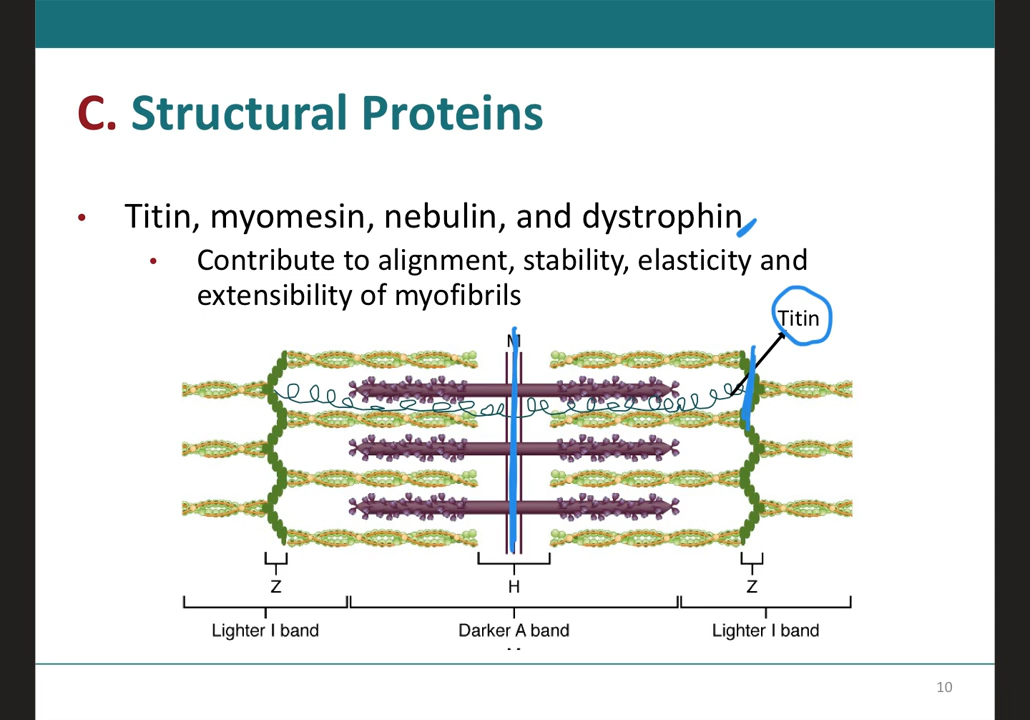 C. Structural Proteins
• Titin, myomesin, nebulin, and dystrophin
• Contribute to alignment, stability, elasticity and
extensibility of myofibrils
Titin
M
Z
H
Z
Lighter I band
Darker A band
Lighter I band
10